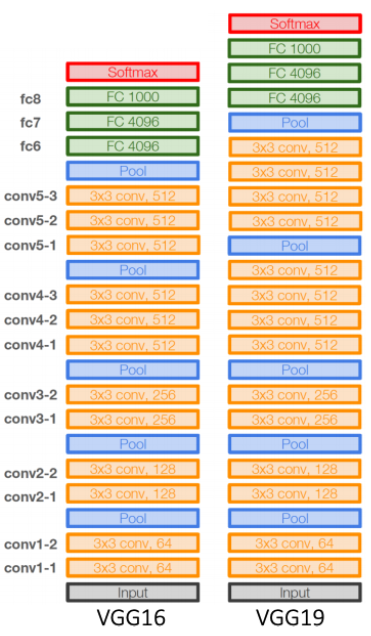 Softmax
FC 1000
Softmax FC 4096
fc8 FC 1000 FC 4096
fc7 FC 4096 Pool
fc6 FC 4096 3x3 conv, 512
Pool 3x3 conv, 512
conv5-3 3x3 conv, 512 3x3 conv, 512
conv5-2 3x3 conv, 512 3x3 conv, 512
conv5-1 3x3 conv, 512 Pool
Pool 3x3 conv, 512
conv4-3 3x3 conv, 512 3x3 conv, 512
conv4-2 3x3 conv, 512 3x3 conv, 512
conv4-1 3x3 conv, 512 3x3 conv, 512
Pool Pool
conv3-2 3x3 conv, 256 3x3 conv, 256
conv3-1 3x3 conv, 256 3x3 conv, 256
Pool Pool
conv2-2 3x3 conv, 128 3x3 conv, 128
conv2-1 3x3 conv, 128 3x3 conv, 128
Pool Pool
conv1-2 3x3 conv, 64 3x3 conv, 64
conv1-1 3x3 conv, 64 3x3 conv, 64
Input Input
VGG16 VGG19